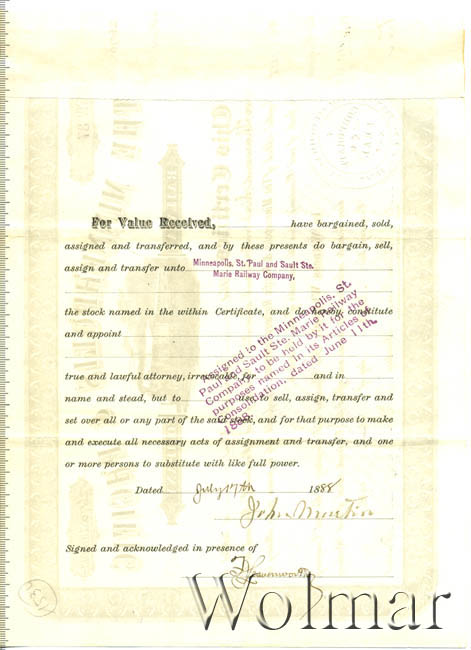 For Value Received, have bargained, sold,
assigned and transferred, and by these presents do bargain, sell,
assign and transfer unto Minneapolis, St. Paul and Sault Ste.
Marie Railway Company,
the stock named in the within Certificate, and do hereby constitute
and appoint
true and lawful attorney, irrevocable for and in
name and stead, but to used to sell, assign, transfer and
set over all or any part of the said stock, and for that purpose to make
and execute all necessary acts of assignment and transfer, and one
or more persons to substitute with like full power.
Assigned to the Minneapolis, St.
Paul and Sault Ste. Marie Railway
Company, to be held by it for the
purposes named in its Articles of
Consolidation, dated June 11th,
1888.
Dated July 17th 1888
John Martin
Signed and acknowledged in presence of
Leavenworth
Wolmar